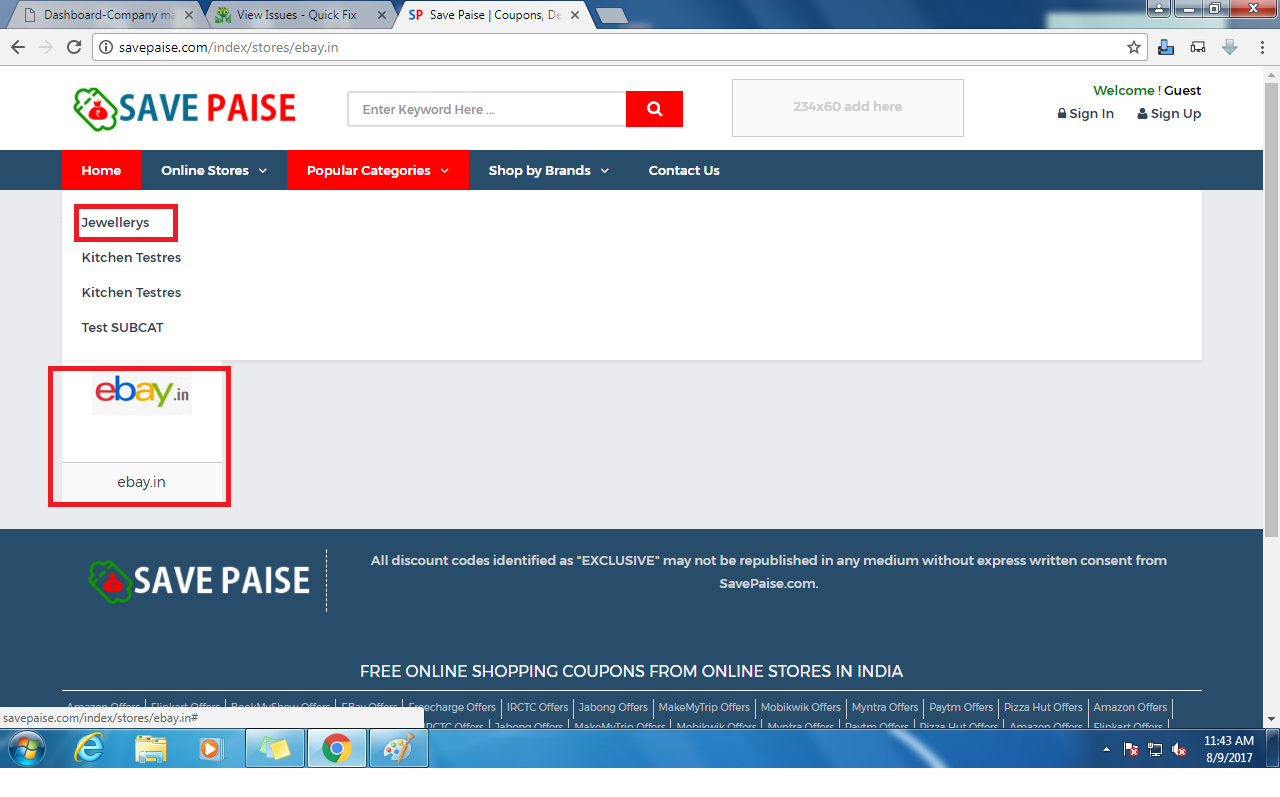 Dashboard-Company ma
View Issues - Quick Fix
SP Save Paise | Coupons, De
savepaise.com/index/stores/ebay.in
SAVE PAISE
Enter Keyword Here ...
234x60 add here
Welcome ! Guest
Sign In Sign Up
Home Online Stores Popular Categories Shop by Brands Contact Us
Jewellerys
Kitchen Testres
Kitchen Testres
Test SUBCAT
ebay.in
ebay.in
SAVE PAISE
All discount codes identified as "EXCLUSIVE" may not be republished in any medium without express written consent from
SavePaise.com.
FREE ONLINE SHOPPING COUPONS FROM ONLINE STORES IN INDIA
Amazon Offers Flipkart Offers BookMyShow Offers EBay Offers Freecharge Offers IRCTC Offers Jabong Offers MakeMyTrip Offers Mobikwik Offers Myntra Offers Paytm Offers Pizza Hut Offers Amazon Offers
savepaise.com/index/stores/ebay.in#
IRCTC Offers Jabong Offers MakeMyTrip Offers Mobikwik Offers Myntra Offers Paytm Offers Pizza Hut Offers Amazon Offers Flipkart Offers
11:43 AM
8/9/2017